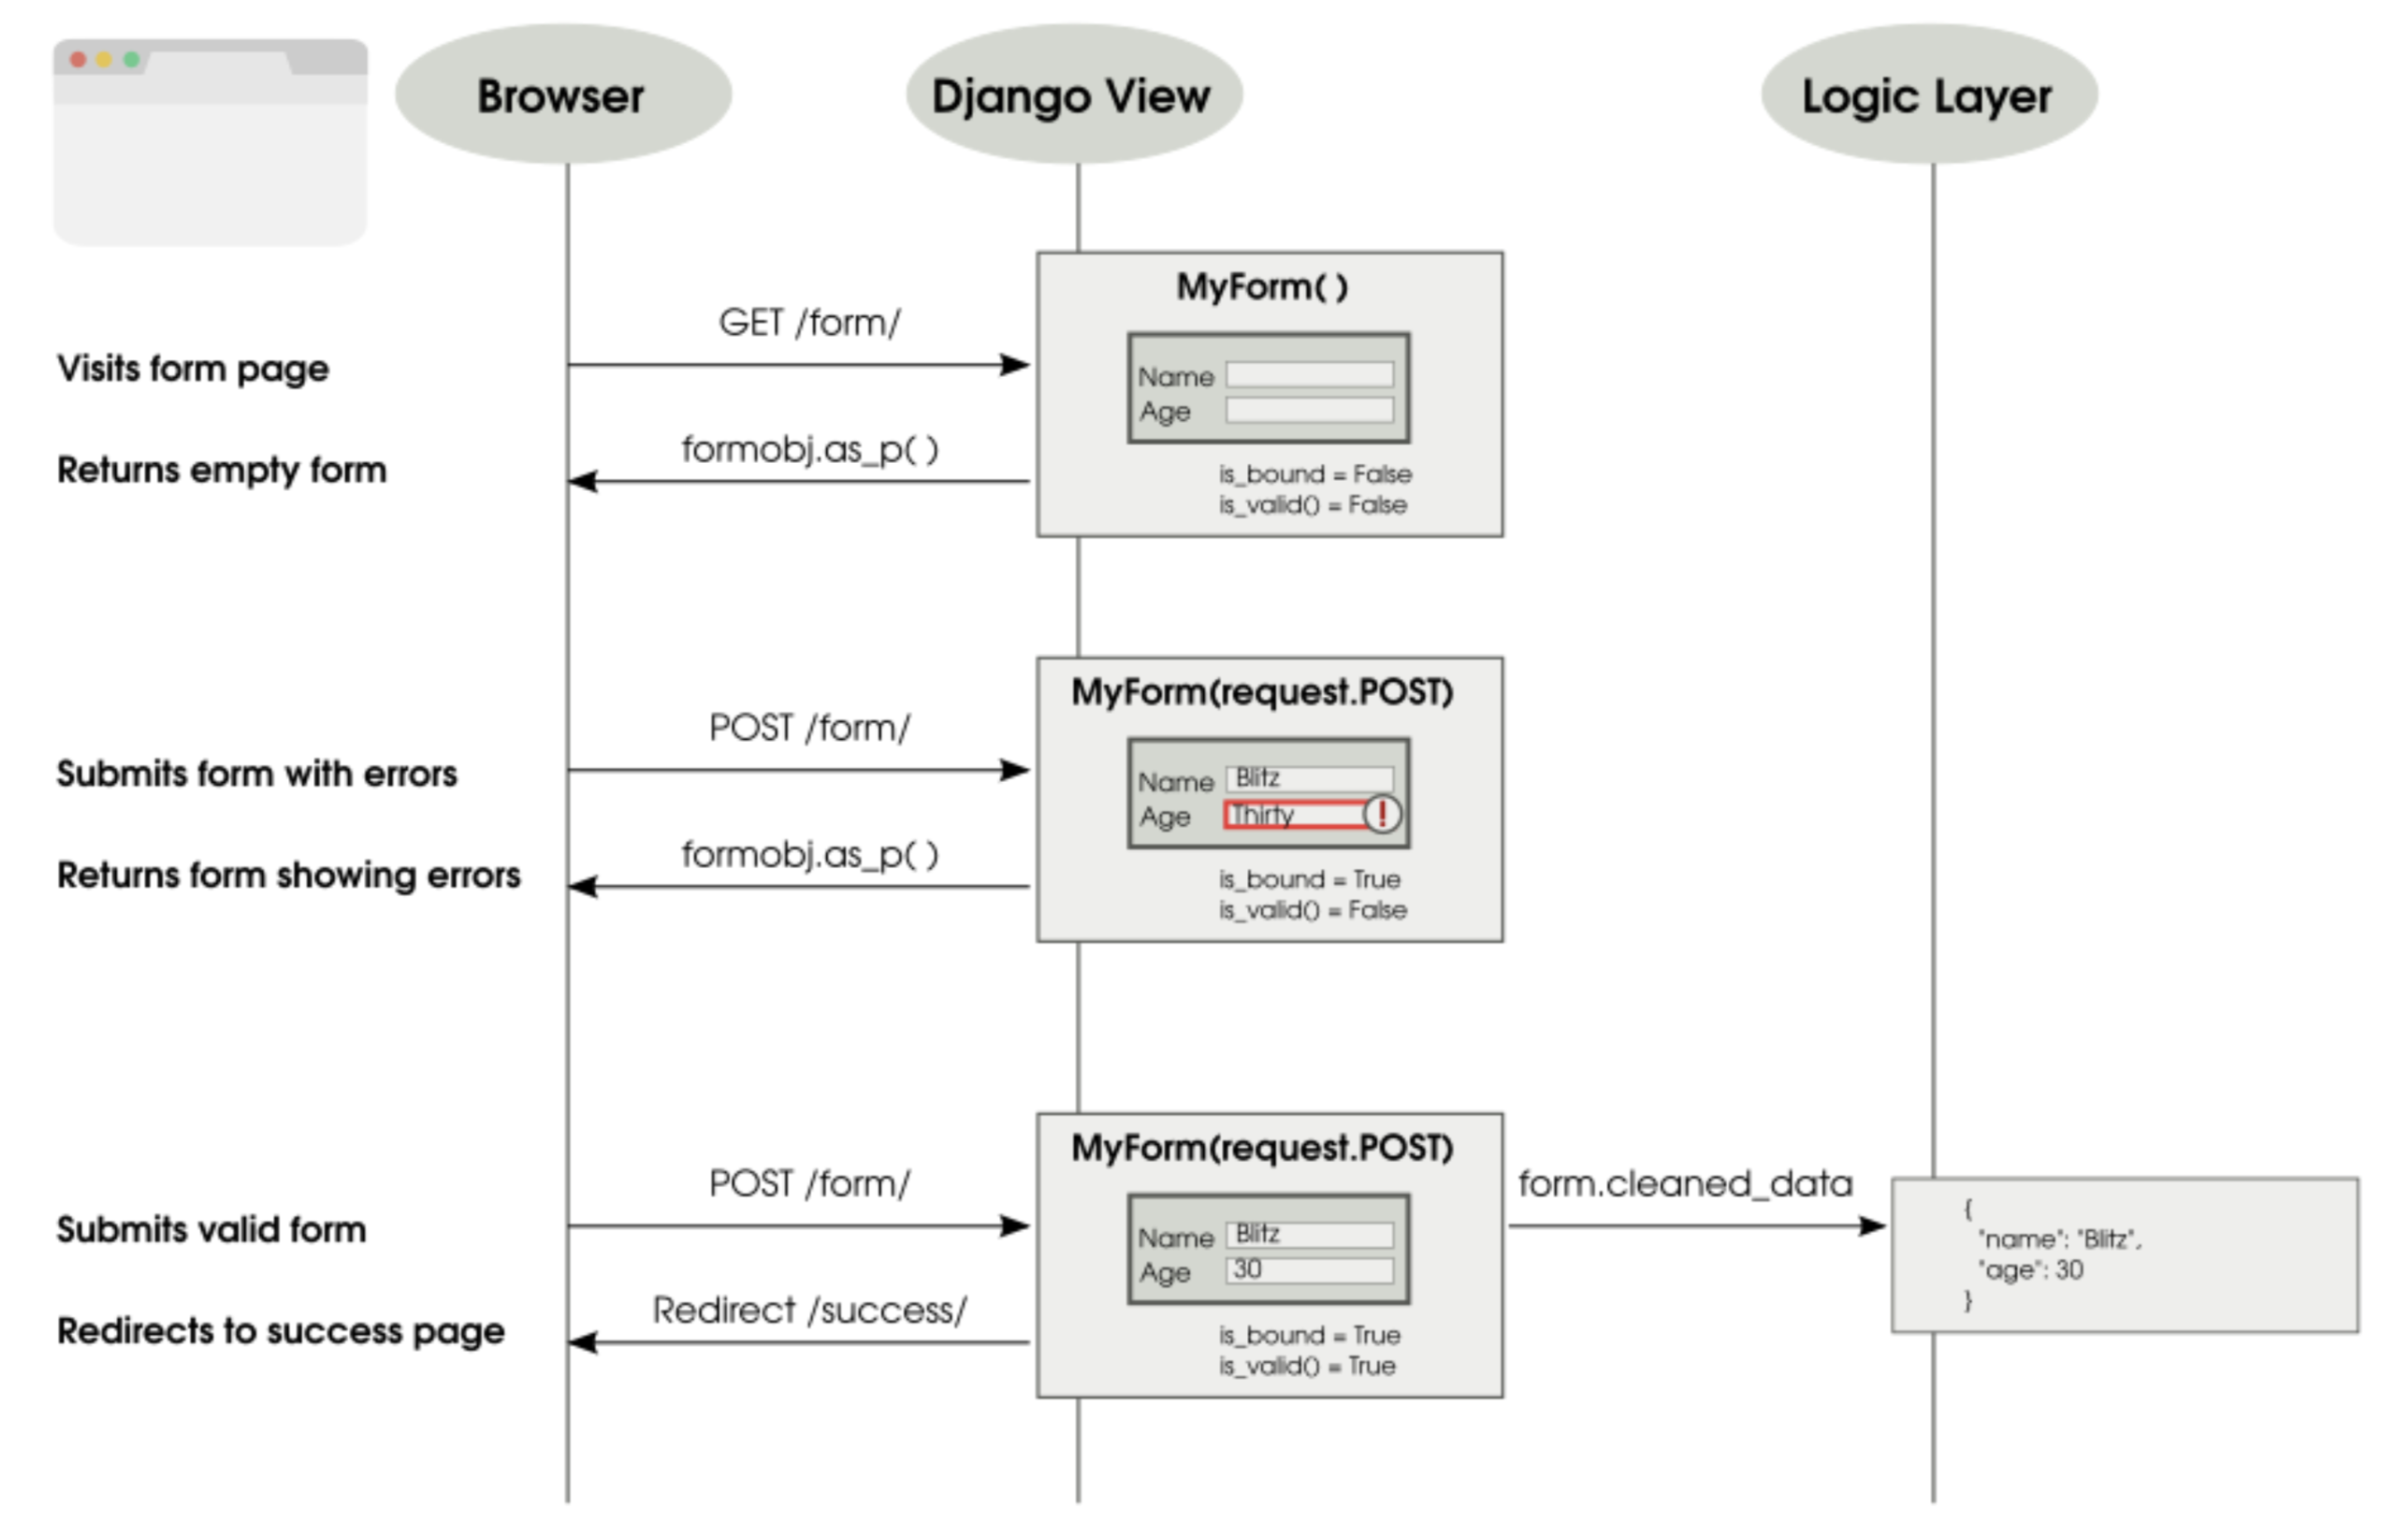 Browser
Django View
Logic Layer
MyForm( )
GET /form/
Visits form page
Name
Age
formobj.as_p( )
Returns empty form
is_bound = False
is_valid() = False
MyForm(request.POST)
POST /form/
Submits form with errors
Name Blitz
Age Thirty !
formobj.as_p( )
Returns form showing errors
is_bound = True
is_valid() = False
MyForm(request.POST)
POST /form/
form.cleaned_data
Submits valid form
Name Blitz
Age 30
{
"name": "Blitz",
"age": 30
}
Redirect /success/
Redirects to success page
is_bound = True
is_valid() = True